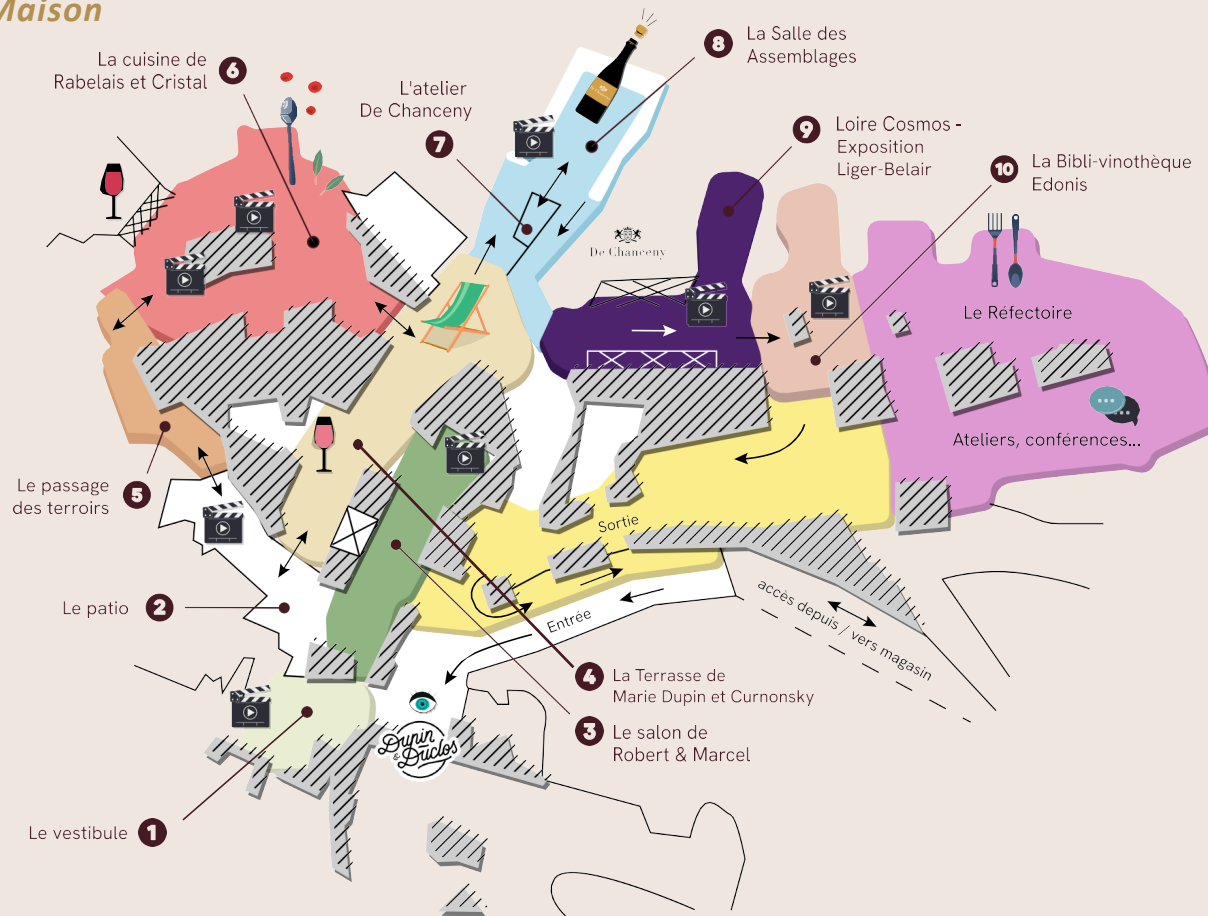 Maison
La cuisine de
Rabelais et Cristal
6
L'atelier
De Chanceny
7
8
La Salle des
Assemblages
9
Loire Cosmos -
Exposition
Liger-Belair
10
La Bibli-vinothèque
Edonis
De Chanceny
Le Réfectoire
Ateliers, conférences...
Le passage
des terroirs
5
Sortie
Le patio
2
Entrée
accès depuis / vers magasin
4
La Terrasse de
Marie Dupin et Curnonsky
3
Le salon de
Robert & Marcel
Dupin
& Duclos
Le vestibule
1